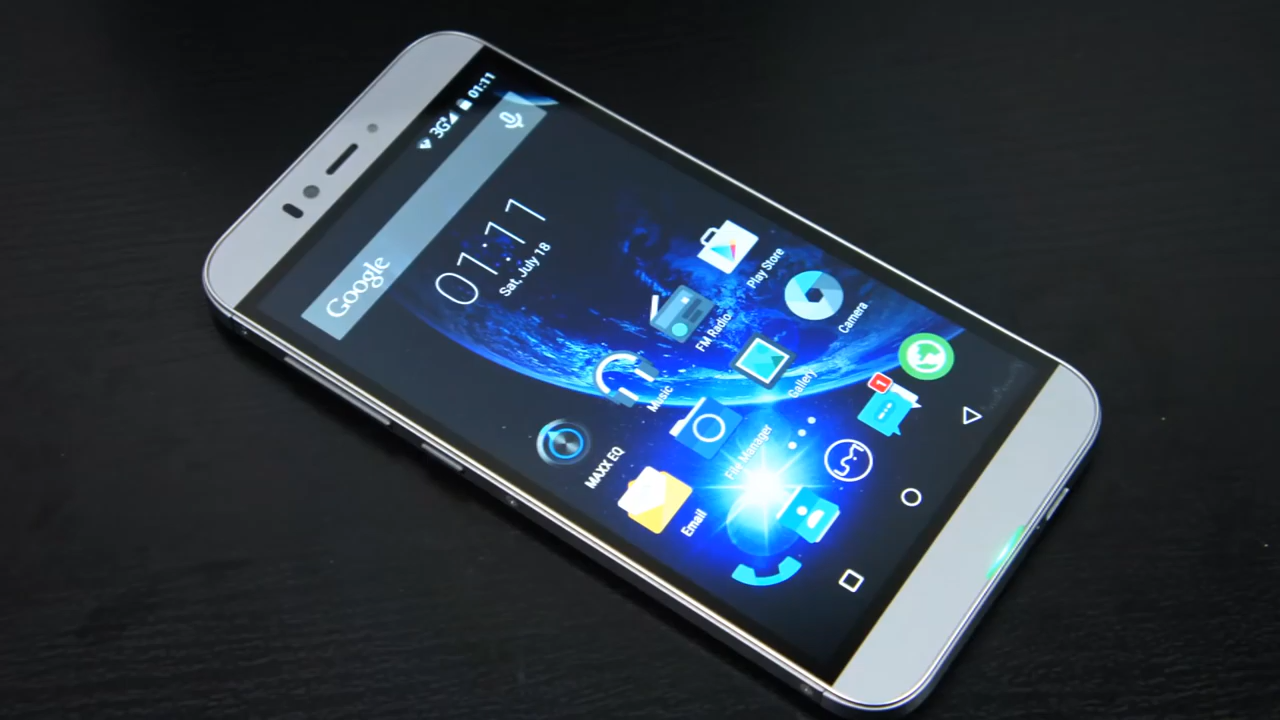 3G 01:11
Google
01:11
Sat, July 18
Play Store
FM Radio
Camera
Music
Gallery
MAXX EQ
File Manager
Email
1